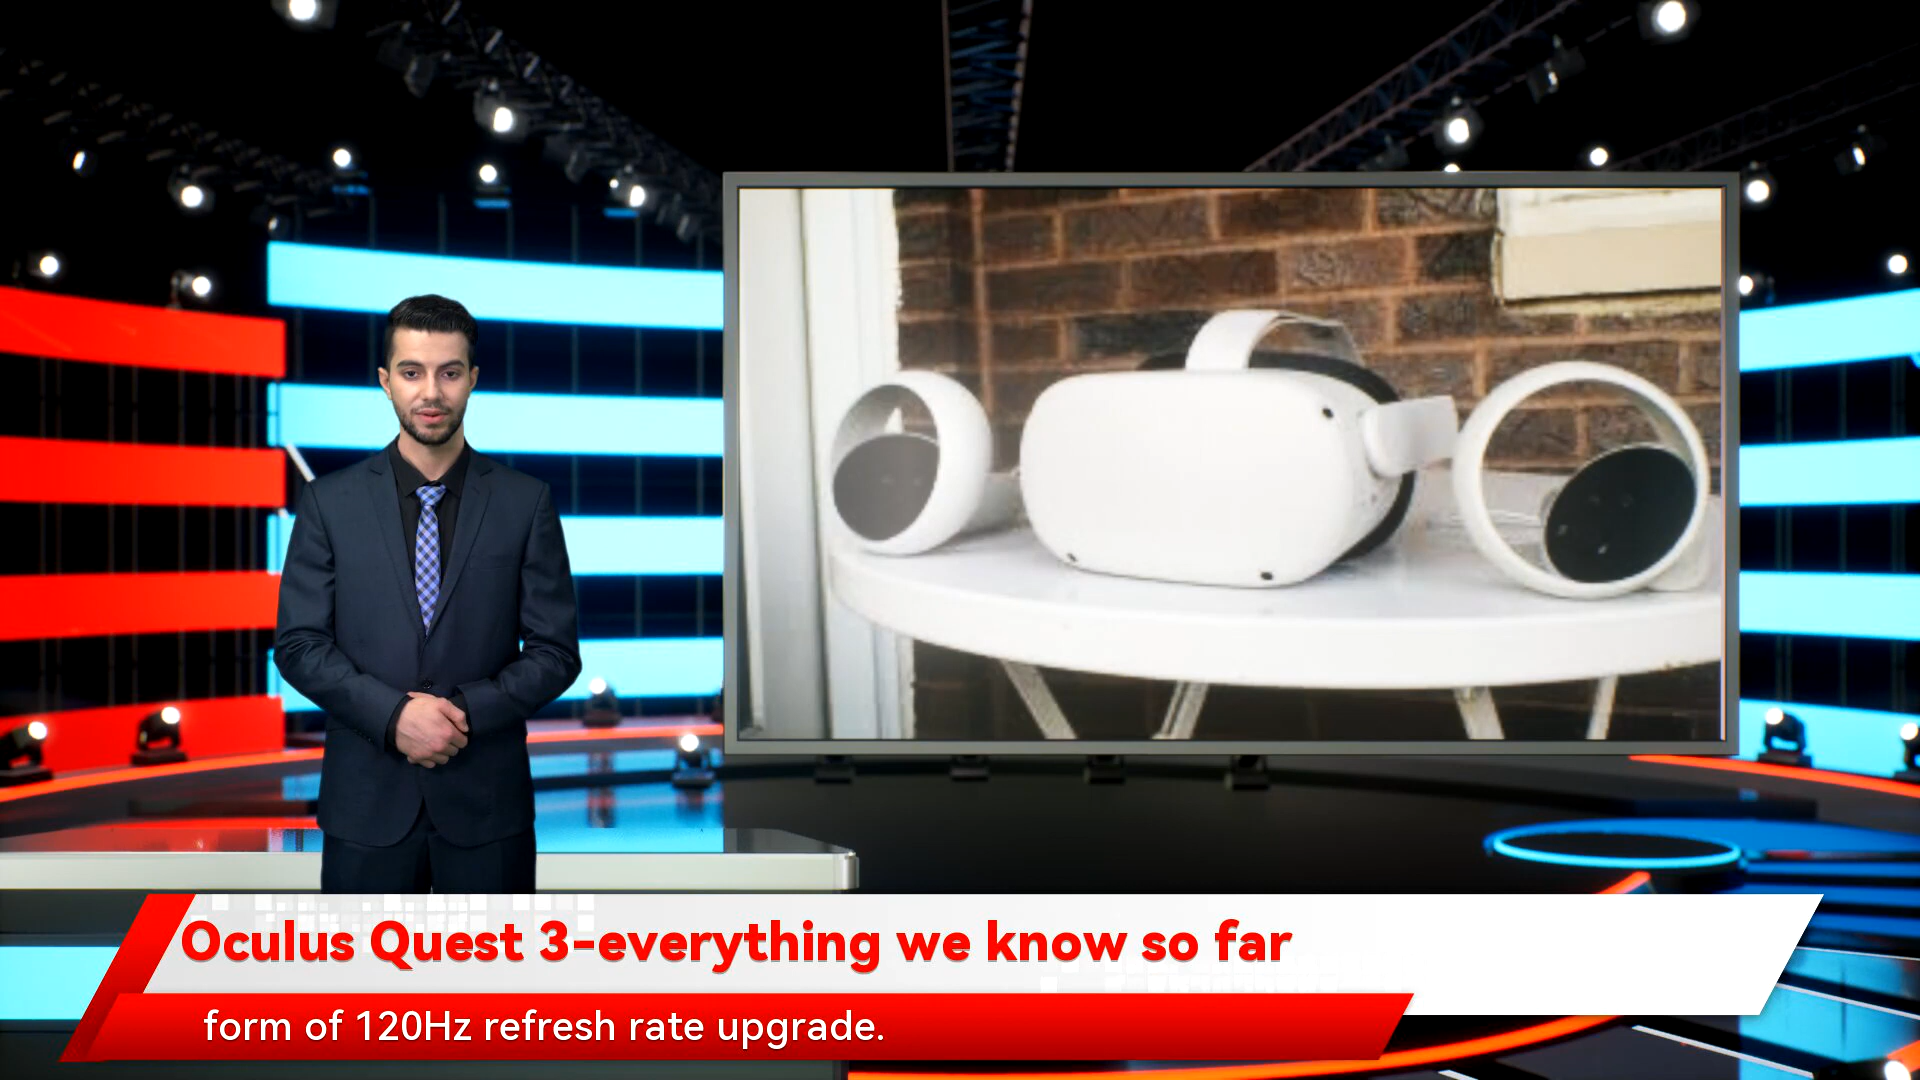 Oculus Quest 3-everything we know so far
form of 120Hz refresh rate upgrade.